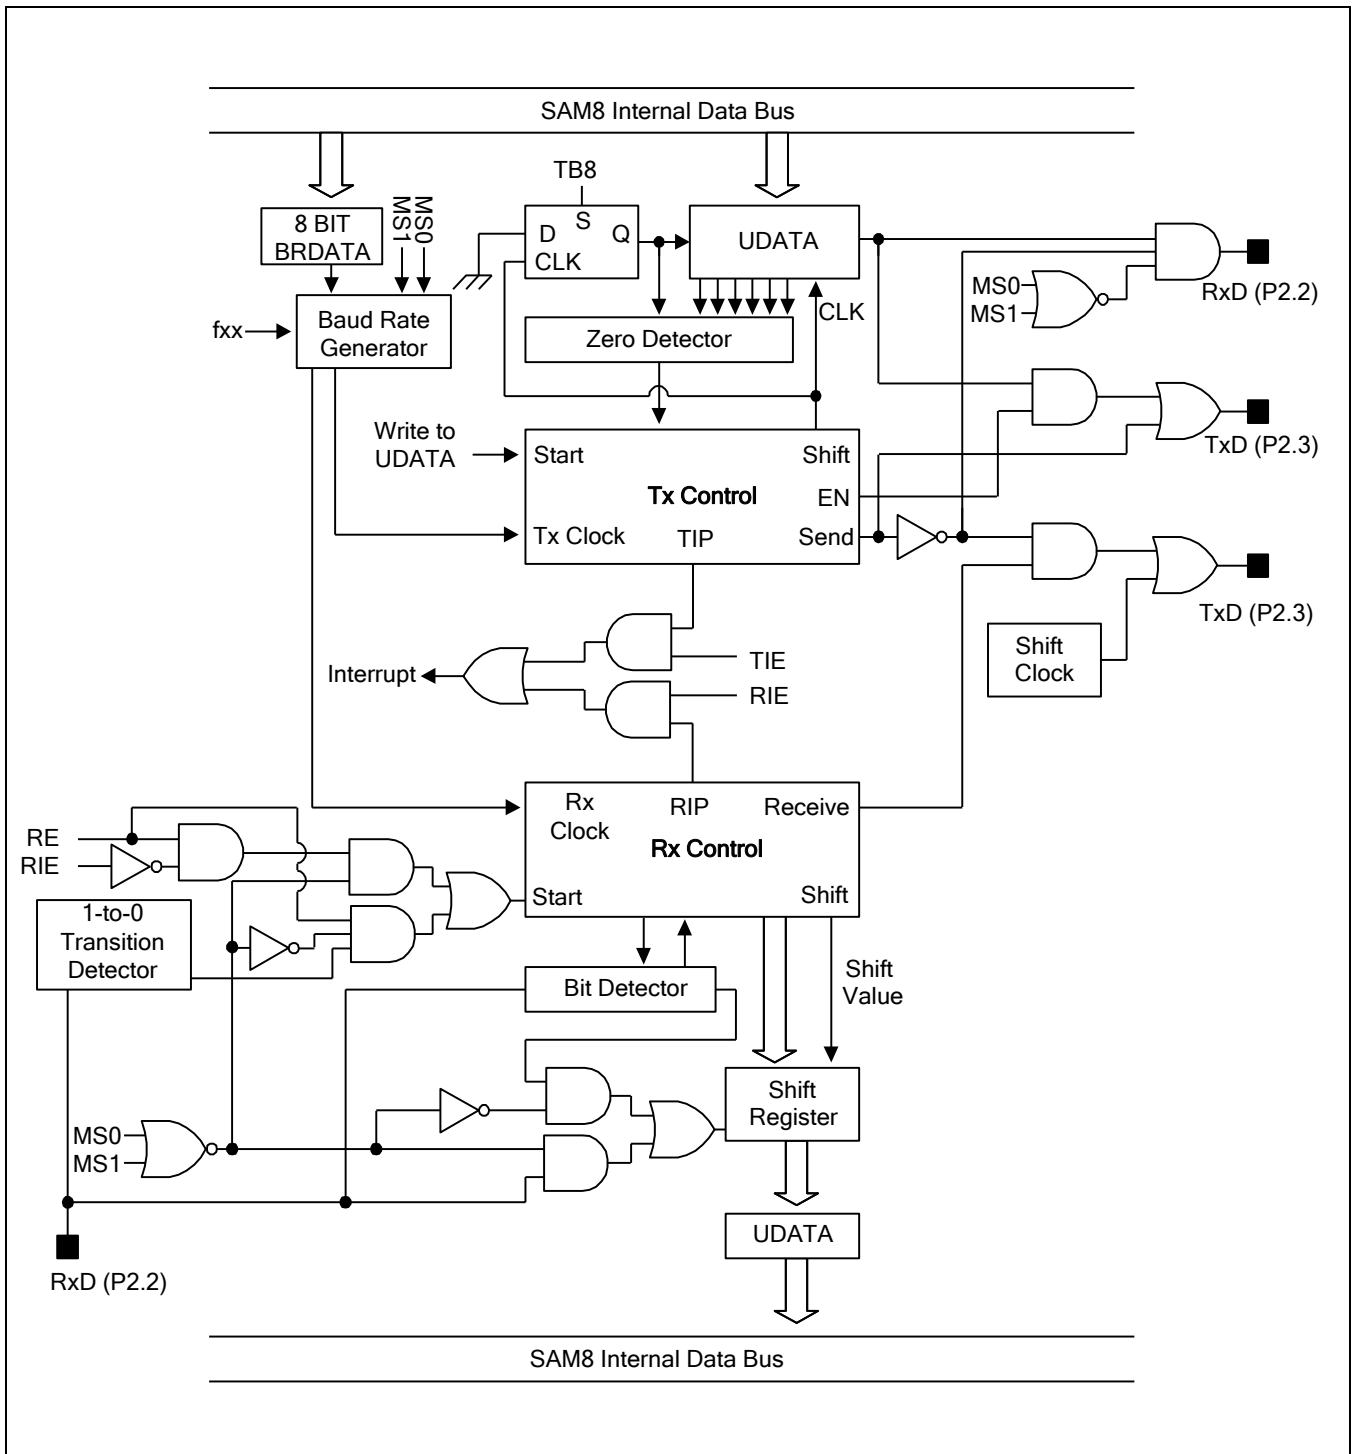 SAM8 Internal Data Bus
TB8
8 BIT
BRDATA
MS1
MS0
S
D
Q
CLK
UDATA
MS0
MS1
RxD (P2.2)
CLK
fxx
Baud Rate
Generator
Zero Detector
Write to
UDATA
Start
Shift
TxD (P2.3)
Tx Control
EN
Tx Clock
TIP
Send
TxD (P2.3)
Shift
Clock
Interrupt
TIE
RIE
Rx
Clock
RIP
Receive
RE
RIE
Rx Control
Start
Shift
1-to-0
Transition
Detector
Bit Detector
Shift
Value
Shift
Register
MS0
MS1
UDATA
RxD (P2.2)
SAM8 Internal Data Bus